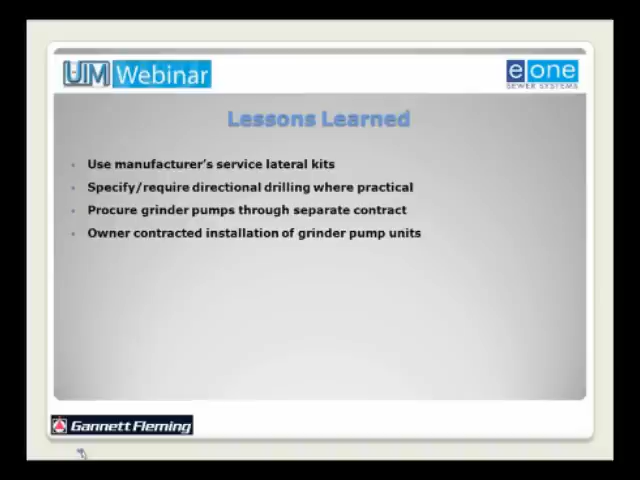 UIM Webinar
e one
SEWER SYSTEMS
Lessons Learned
• Use manufacturer's service lateral kits
• Specify/require directional drilling where practical
• Procure grinder pumps through separate contract
• Owner contracted installation of grinder pump units
Gannett Fleming